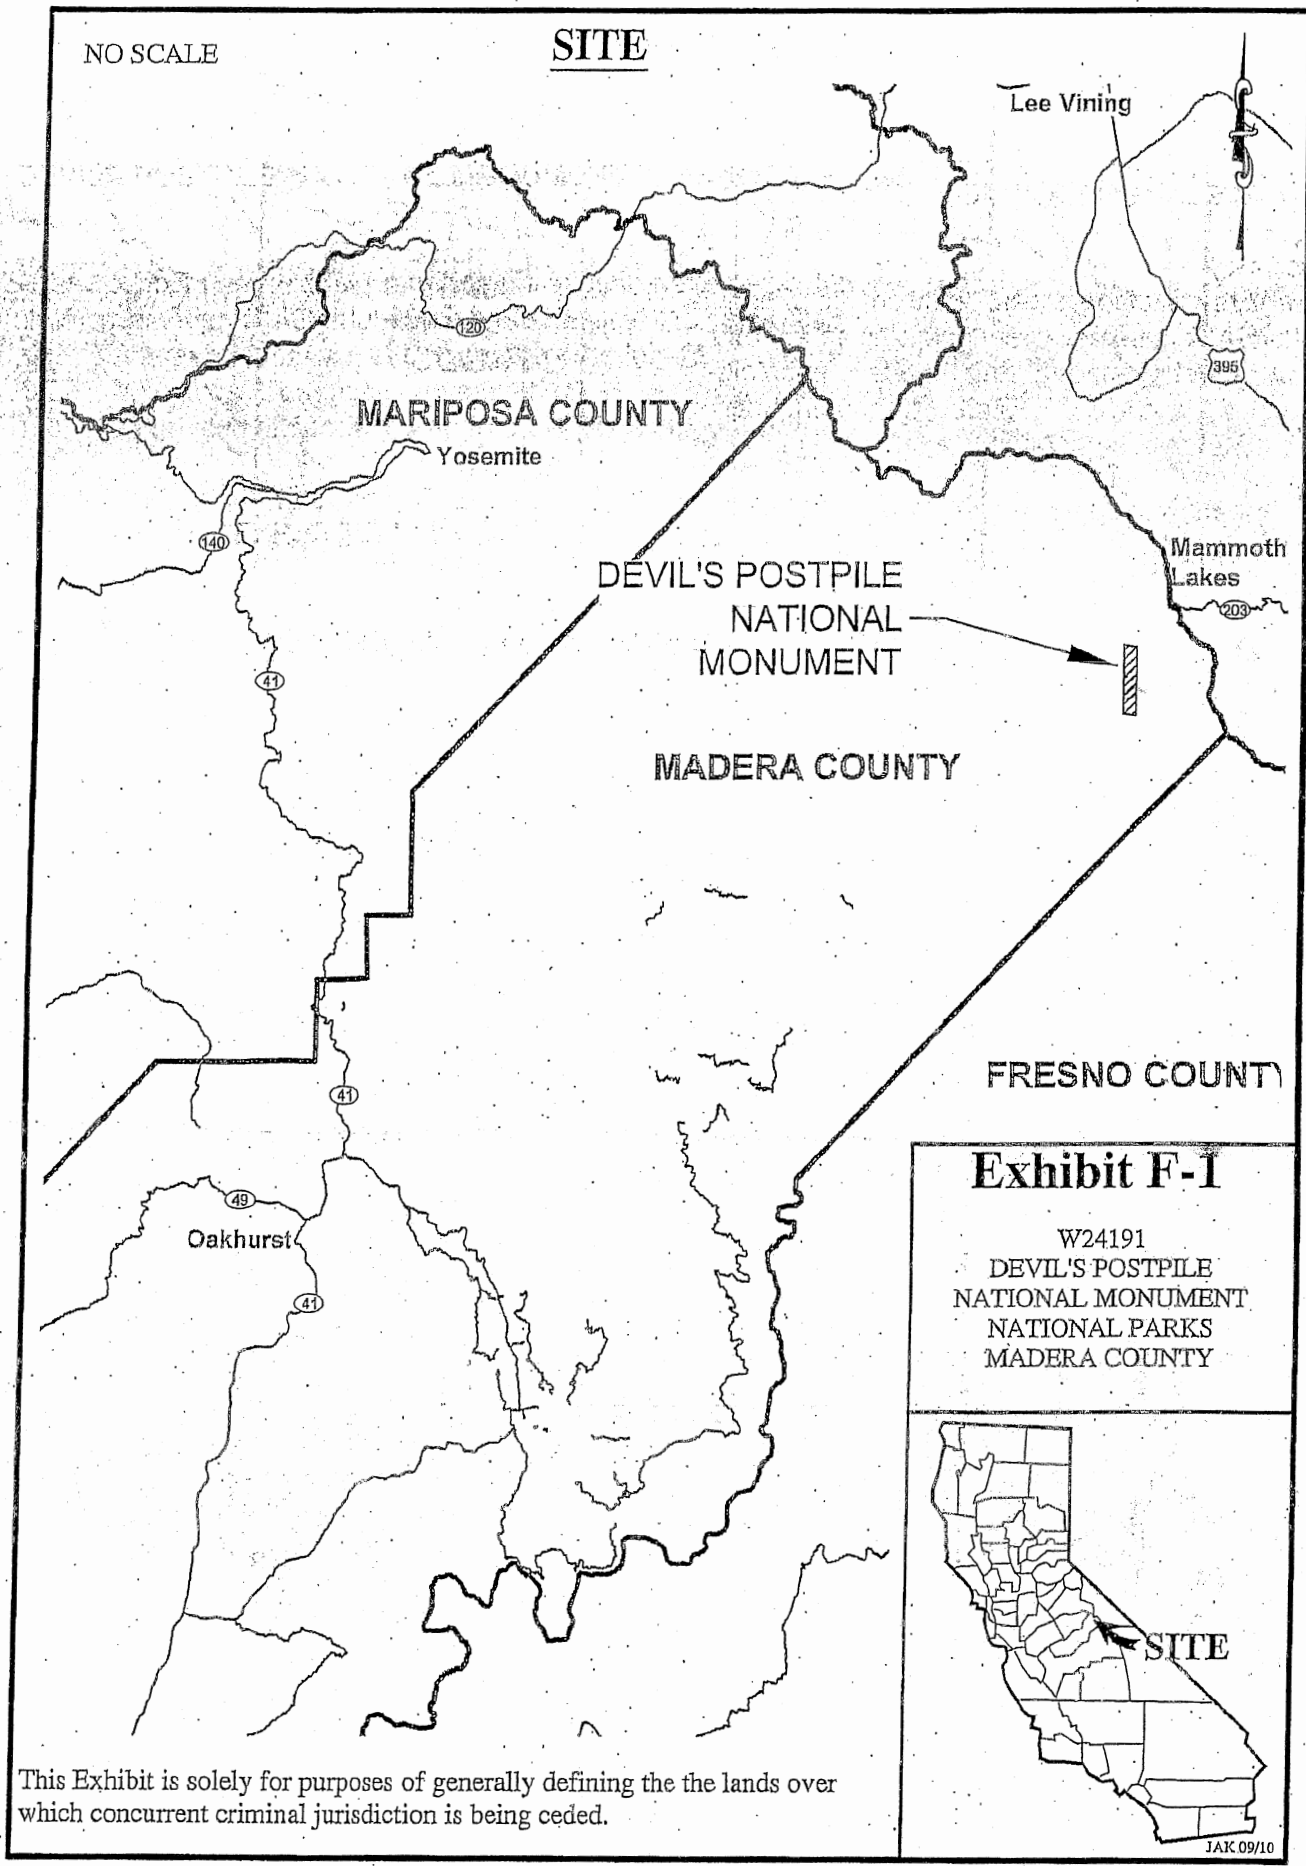 NO SCALE
SITE
Lee Vining
120
395
MARIPOSA COUNTY
Yosemite
140
Mammoth
Lakes
203
DEVIL'S POSTPILE
NATIONAL
MONUMENT
41
MADERA COUNTY
FRESNO COUNTY
41
49
Oakhurst
41
Exhibit F-1
W24191
DEVIL'S POSTPILE
NATIONAL MONUMENT
NATIONAL PARKS
MADERA COUNTY
SITE
This Exhibit is solely for purposes of generally defining the the lands over
which concurrent criminal jurisdiction is being ceded.
JAK 09/10